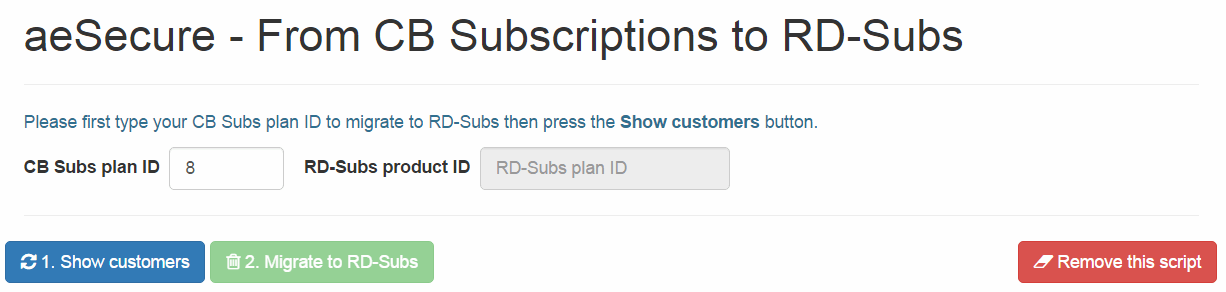 aeSecure - From CB Subscriptions to RD-Subs
Please first type your CB Subs plan ID to migrate to RD-Subs then press the Show customers button.
CB Subs plan ID 8 RD-Subs product ID RD-Subs plan ID
1. Show customers 2. Migrate to RD-Subs Remove this script